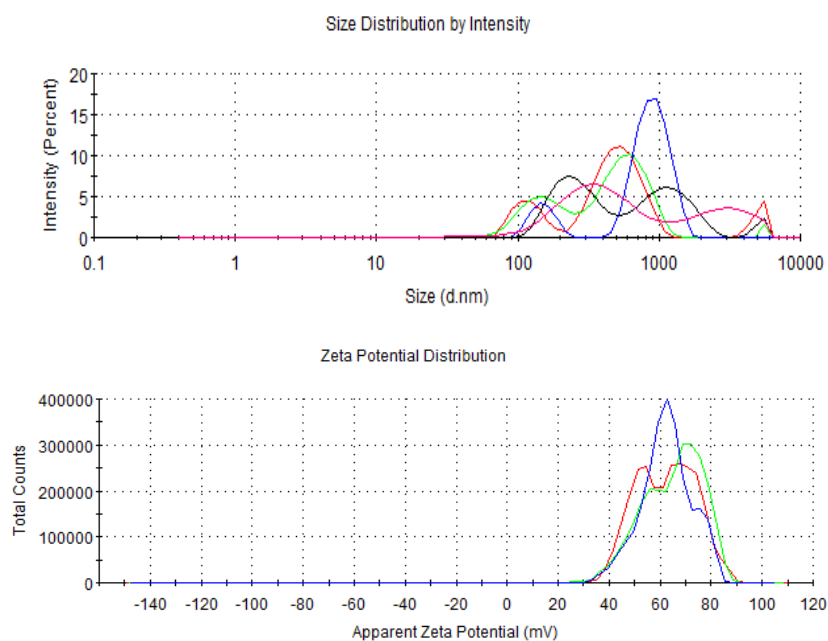 Size Distribution by Intensity
Intensity (Percent)
20
15
10
5
0
0.1 1 10 100 1000 10000
Size (d.nm)
Zeta Potential Distribution
Total Counts
400000
300000
200000
100000
0
-140 -120 -100 -80 -60 -40 -20 0 20 40 60 80 100 120
Apparent Zeta Potential (mV)